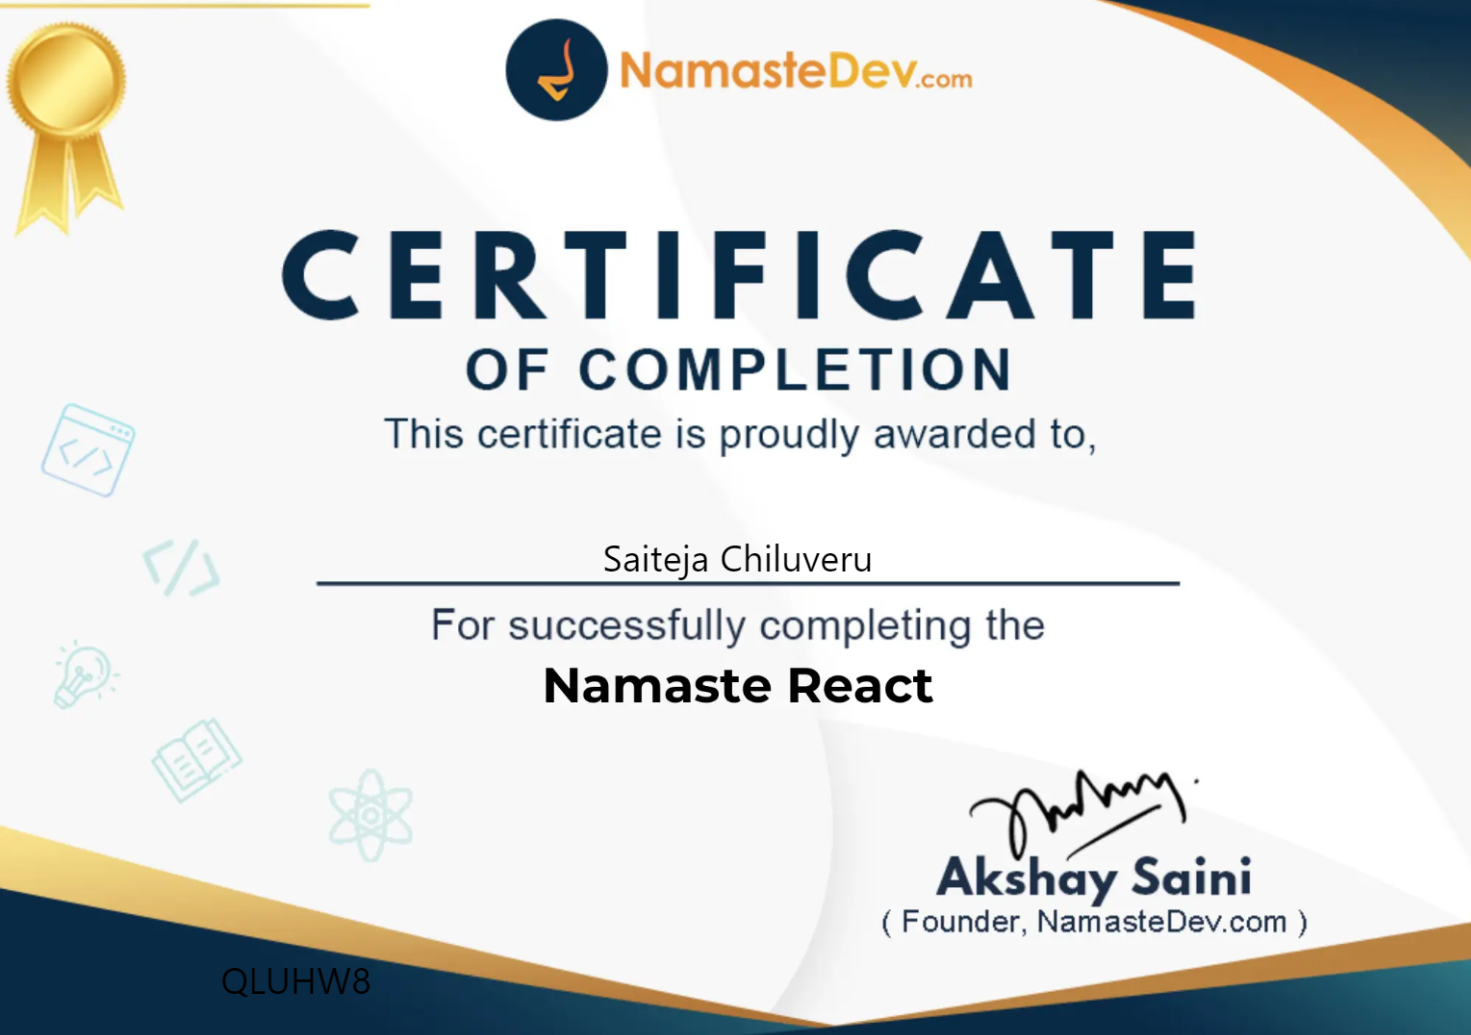 NamasteDev.com
CERTIFICATE
OF COMPLETION
This certificate is proudly awarded to,
Saiteja Chiluveru
For successfully completing the
Namaste React
Akshay Saini
( Founder, NamasteDev.com )
QLUHW8